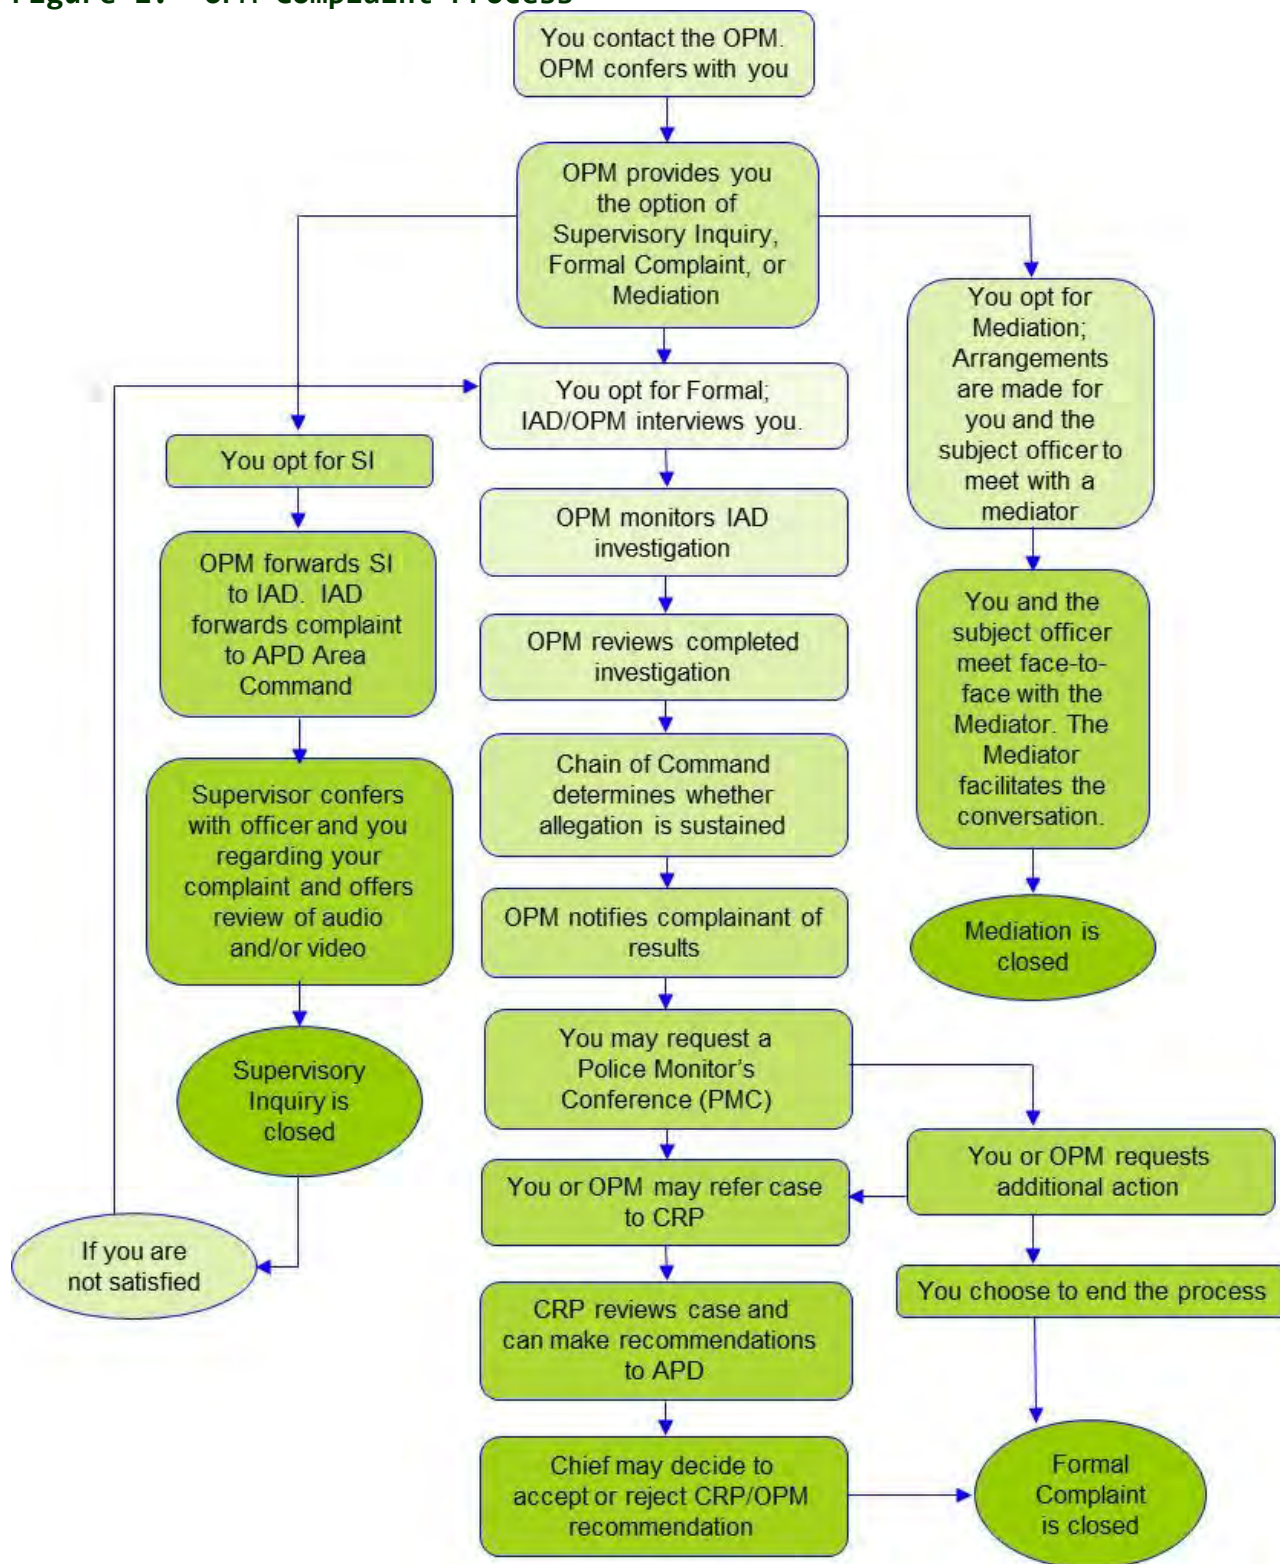 Figure 2: OPM Complaint Process
You contact the OPM.
OPM confers with you
OPM provides you
the option of
Supervisory Inquiry,
Formal Complaint, or
Mediation
You opt for
Mediation;
Arrangements
are made for
you and the
subject officer to
meet with a
mediator
You opt for Formal;
IAD/OPM interviews you.
You opt for SI
OPM monitors IAD
investigation
OPM forwards SI
to IAD. IAD
forwards complaint
to APD Area
Command
You and the
subject officer
meet face-to-
face with the
Mediator. The
Mediator
facilitates the
conversation.
OPM reviews completed
investigation
Chain of Command
determines whether
allegation is sustained
Supervisor confers
with officer and you
regarding your
complaint and offers
review of audio
and/or video
OPM notifies complainant of
results
Mediation is
closed
You may request a
Police Monitor's
Conference (PMC)
Supervisory
Inquiry is
closed
You or OPM requests
additional action
You or OPM may refer case
to CRP
If you are
not satisfied
You choose to end the process
CRP reviews case and
can make recommendations
to APD
Chief may decide to
accept or reject CRP/OPM
recommendation
Formal
Complaint
is closed